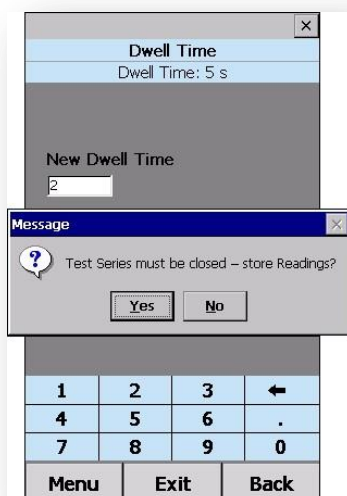 Dwell Time
Dwell Time: 5 s
New Dwell Time
2
Message
Test Series must be closed – store Readings?
Yes No
1 2 3 ←
4 5 6 .
7 8 9 0
Menu Exit Back